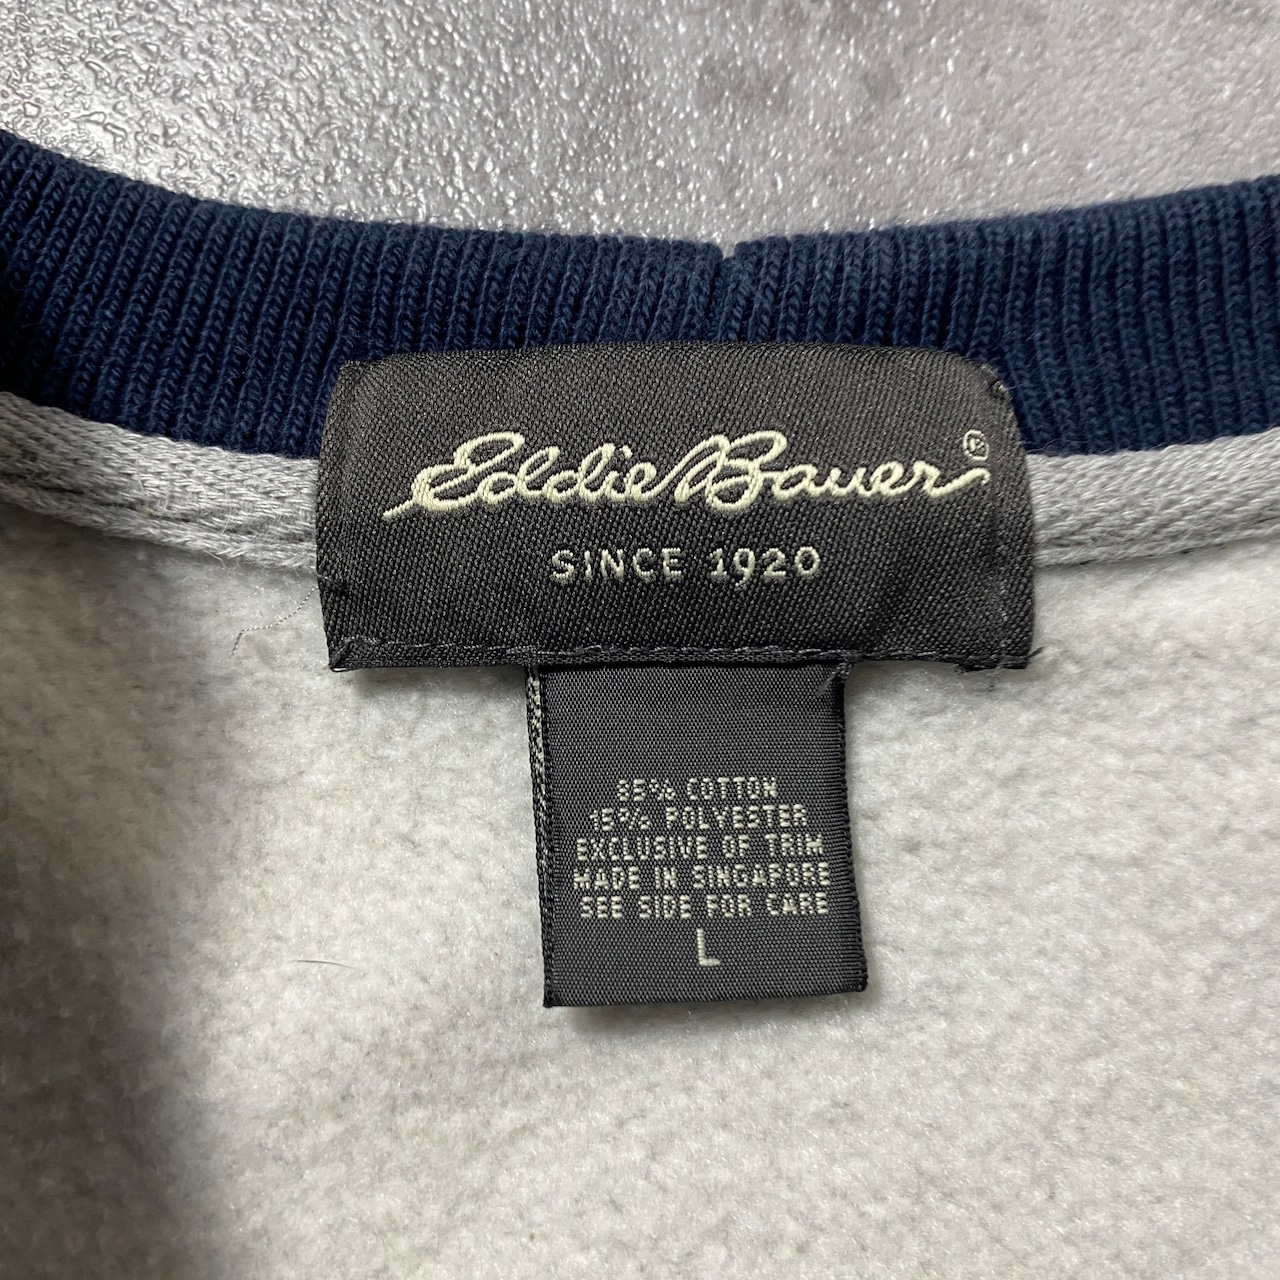 Eddie Bauer®
SINCE 1920
85% COTTON
15% POLYESTER
EXCLUSIVE OF TRIM
MADE IN SINGAPORE
SEE SIDE FOR CARE
L